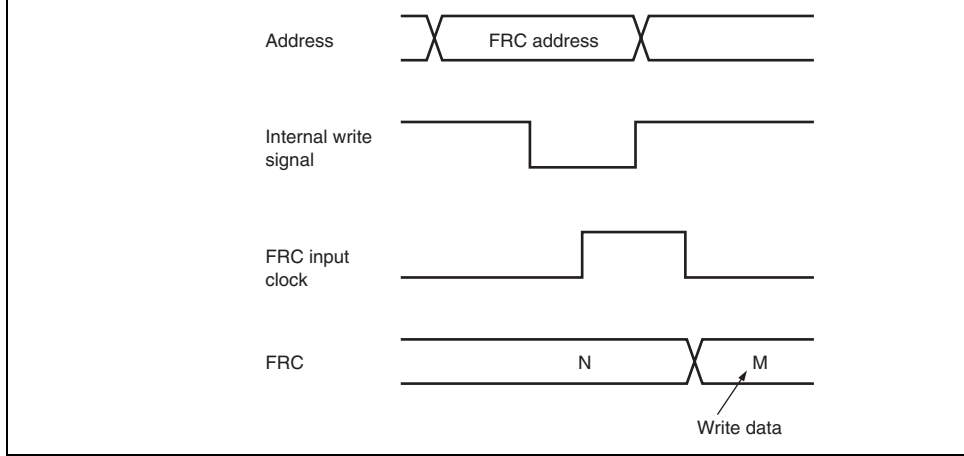 Address
FRC address
Internal write
signal
FRC input
clock
FRC
N
M
Write data